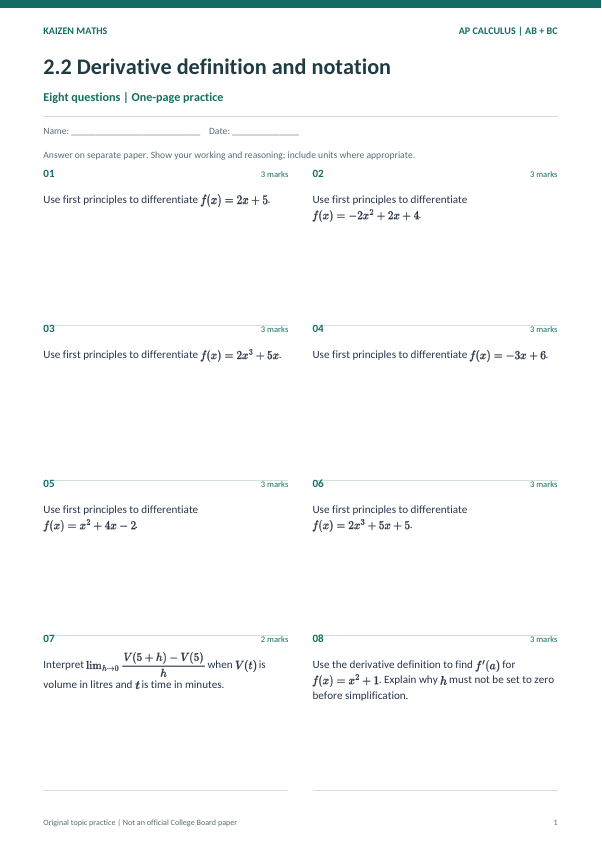 KAIZEN MATHS
AP CALCULUS | AB + BC
2.2 Derivative definition and notation
Eight questions | One-page practice
Name: ______________________________ Date: ________________
Answer on separate paper. Show your working and reasoning; include units where appropriate.
01 3 marks
Use first principles to differentiate f(x) = 2x + 5.
02 3 marks
Use first principles to differentiate
f(x) = −2x² + 2x + 4.
03 3 marks
Use first principles to differentiate f(x) = 2x³ + 5x.
04 3 marks
Use first principles to differentiate f(x) = −3x + 6.
05 3 marks
Use first principles to differentiate
f(x) = x² + 4x − 2.
06 3 marks
Use first principles to differentiate
f(x) = 2x³ + 5x + 5.
07 2 marks
Interpret lim_{h→0} (V(5 + h) − V(5))/h when V(t) is
volume in litres and t is time in minutes.
08 3 marks
Use the derivative definition to find f′(a) for
f(x) = x² + 1. Explain why h must not be set to zero
before simplification.
Original topic practice | Not an official College Board paper
1